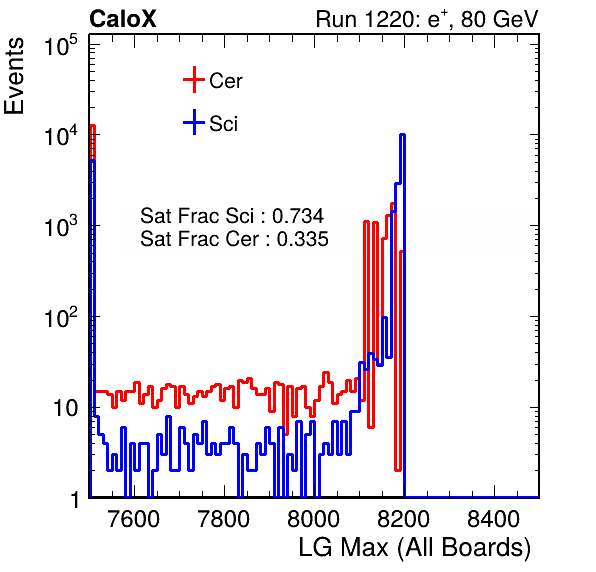 CaloX Run 1220: e⁺, 80 GeV
Events
10⁵
10⁴
10³
10²
10
1
Cer
Sci
Sat Frac Sci : 0.734
Sat Frac Cer : 0.335
7600 7800 8000 8200 8400
LG Max (All Boards)